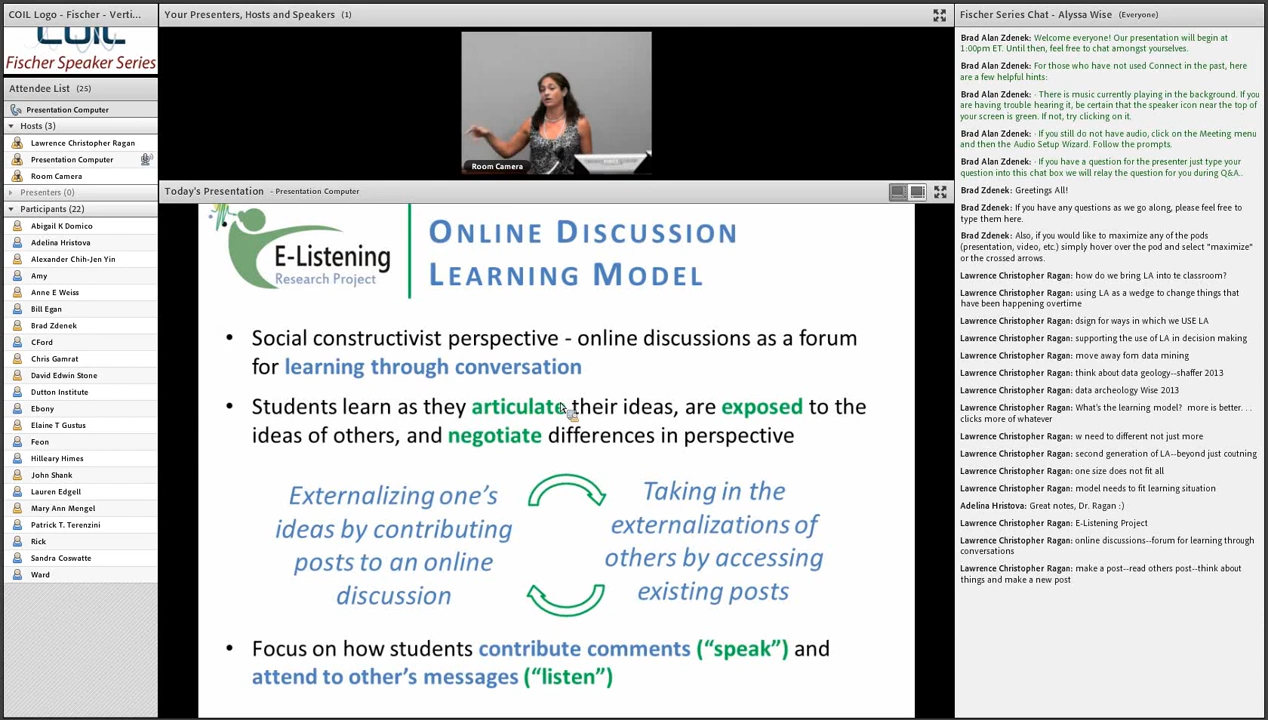 COIL Logo - Fischer - Verti...
COIL
Fischer Speaker Series
Attendee List (25)
Presentation Computer
Hosts (3)
Lawrence Christopher Ragan
Presentation Computer
Room Camera
Presenters (0)
Participants (22)
Abigail K Domico
Adelina Hristova
Alexander Chih-Jen Yin
Amy
Anne E Weiss
Bill Egan
Brad Zdenek
CFord
Chris Gamrat
David Edwin Stone
Dutton Institute
Ebony
Elaine T Gustus
Feon
Hilleary Himes
John Shank
Lauren Edgell
Mary Ann Mengel
Patrick T. Terenzini
Rick
Sandra Coswatte
Ward
Your Presenters, Hosts and Speakers (1)
Room Camera
Today's Presentation - Presentation Computer
E-Listening
Research Project
ONLINE DISCUSSION
LEARNING MODEL
• Social constructivist perspective - online discussions as a forum
for learning through conversation
• Students learn as they articulate their ideas, are exposed to the
ideas of others, and negotiate differences in perspective
Externalizing one's
ideas by contributing
posts to an online
discussion
Taking in the
externalizations of
others by accessing
existing posts
• Focus on how students contribute comments (“speak”) and
attend to other's messages (“listen”)
Fischer Series Chat - Alyssa Wise (Everyone)
Brad Alan Zdenek: Welcome everyone! Our presentation will begin at
1:00pm ET. Until then, feel free to chat amongst yourselves.
Brad Alan Zdenek: For those who have not used Connect in the past, here
are a few helpful hints:
Brad Alan Zdenek: · There is music currently playing in the background. If you
are having trouble hearing it, be certain that the speaker icon near the top of
your screen is green. If not, try clicking on it.
Brad Alan Zdenek: · If you still do not have audio, click on the Meeting menu
and then the Audio Setup Wizard. Follow the prompts.
Brad Alan Zdenek: · If you have a question for the presenter just type your
question into this chat box we will relay the question for you during Q&A..
Brad Zdenek: Greetings All!
Brad Zdenek: If you have any questions as we go along, please feel free to
type them here.
Brad Zdenek: Also, if you would like to maximize any of the pods
(presentation, video, etc.) simply hover over the pod and select "maximize"
or the crossed arrows.
Lawrence Christopher Ragan: how do we bring LA into te classroom?
Lawrence Christopher Ragan: using LA as a wedge to change things that
have been happening overtime
Lawrence Christopher Ragan: dsign for ways in which we USE LA
Lawrence Christopher Ragan: supporting the use of LA in decision making
Lawrence Christopher Ragan: move away fom data mining
Lawrence Christopher Ragan: think about data geology-shaffer 2013
Lawrence Christopher Ragan: data archeology Wise 2013
Lawrence Christopher Ragan: What's the learning model? more is better. . .
clicks more of whatever
Lawrence Christopher Ragan: w need to different not just more
Lawrence Christopher Ragan: second generation of LA--beyond just coutning
Lawrence Christopher Ragan: one size does not fit all
Lawrence Christopher Ragan: model needs to fit learning situation
Adelina Hristova: Great notes, Dr. Ragan :)
Lawrence Christopher Ragan: E-Listening Project
Lawrence Christopher Ragan: online discussions--forum for learning through
conversations
Lawrence Christopher Ragan: make a post--read others post--think about
things and make a new post